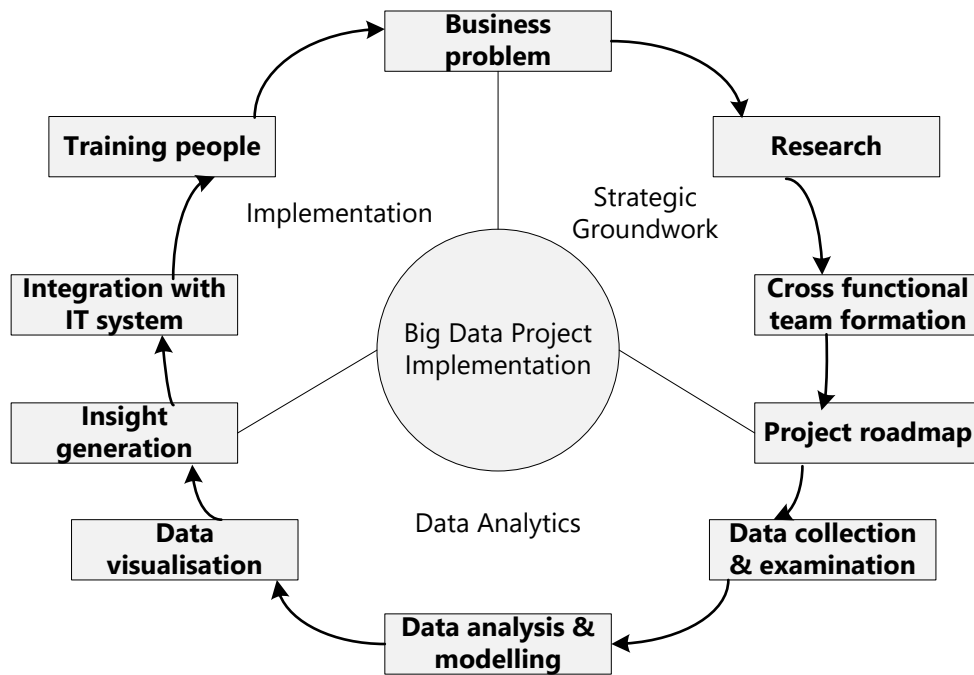 Business
problem
Research
Cross functional
team formation
Project roadmap
Data collection
& examination
Data analysis &
modelling
Data
visualisation
Insight
generation
Integration with
IT system
Training people
Implementation
Strategic
Groundwork
Big Data Project
Implementation
Data Analytics